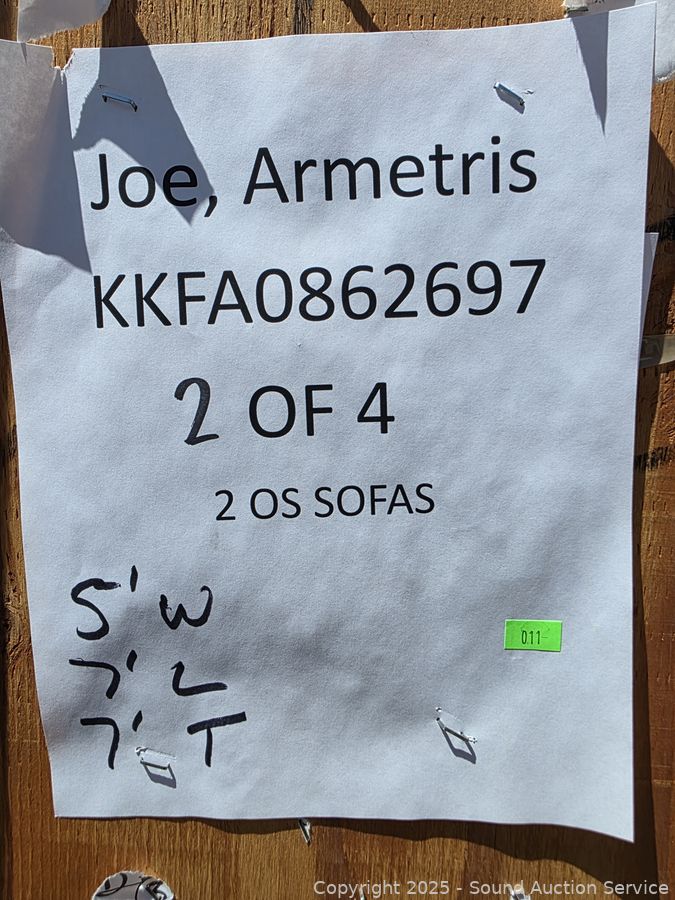 Joe, Armetris
KKFA0862697
2 OF 4
2 OS SOFAS
5' W
7' L
7' T
011
Copyright 2025 - Sound Auction Service